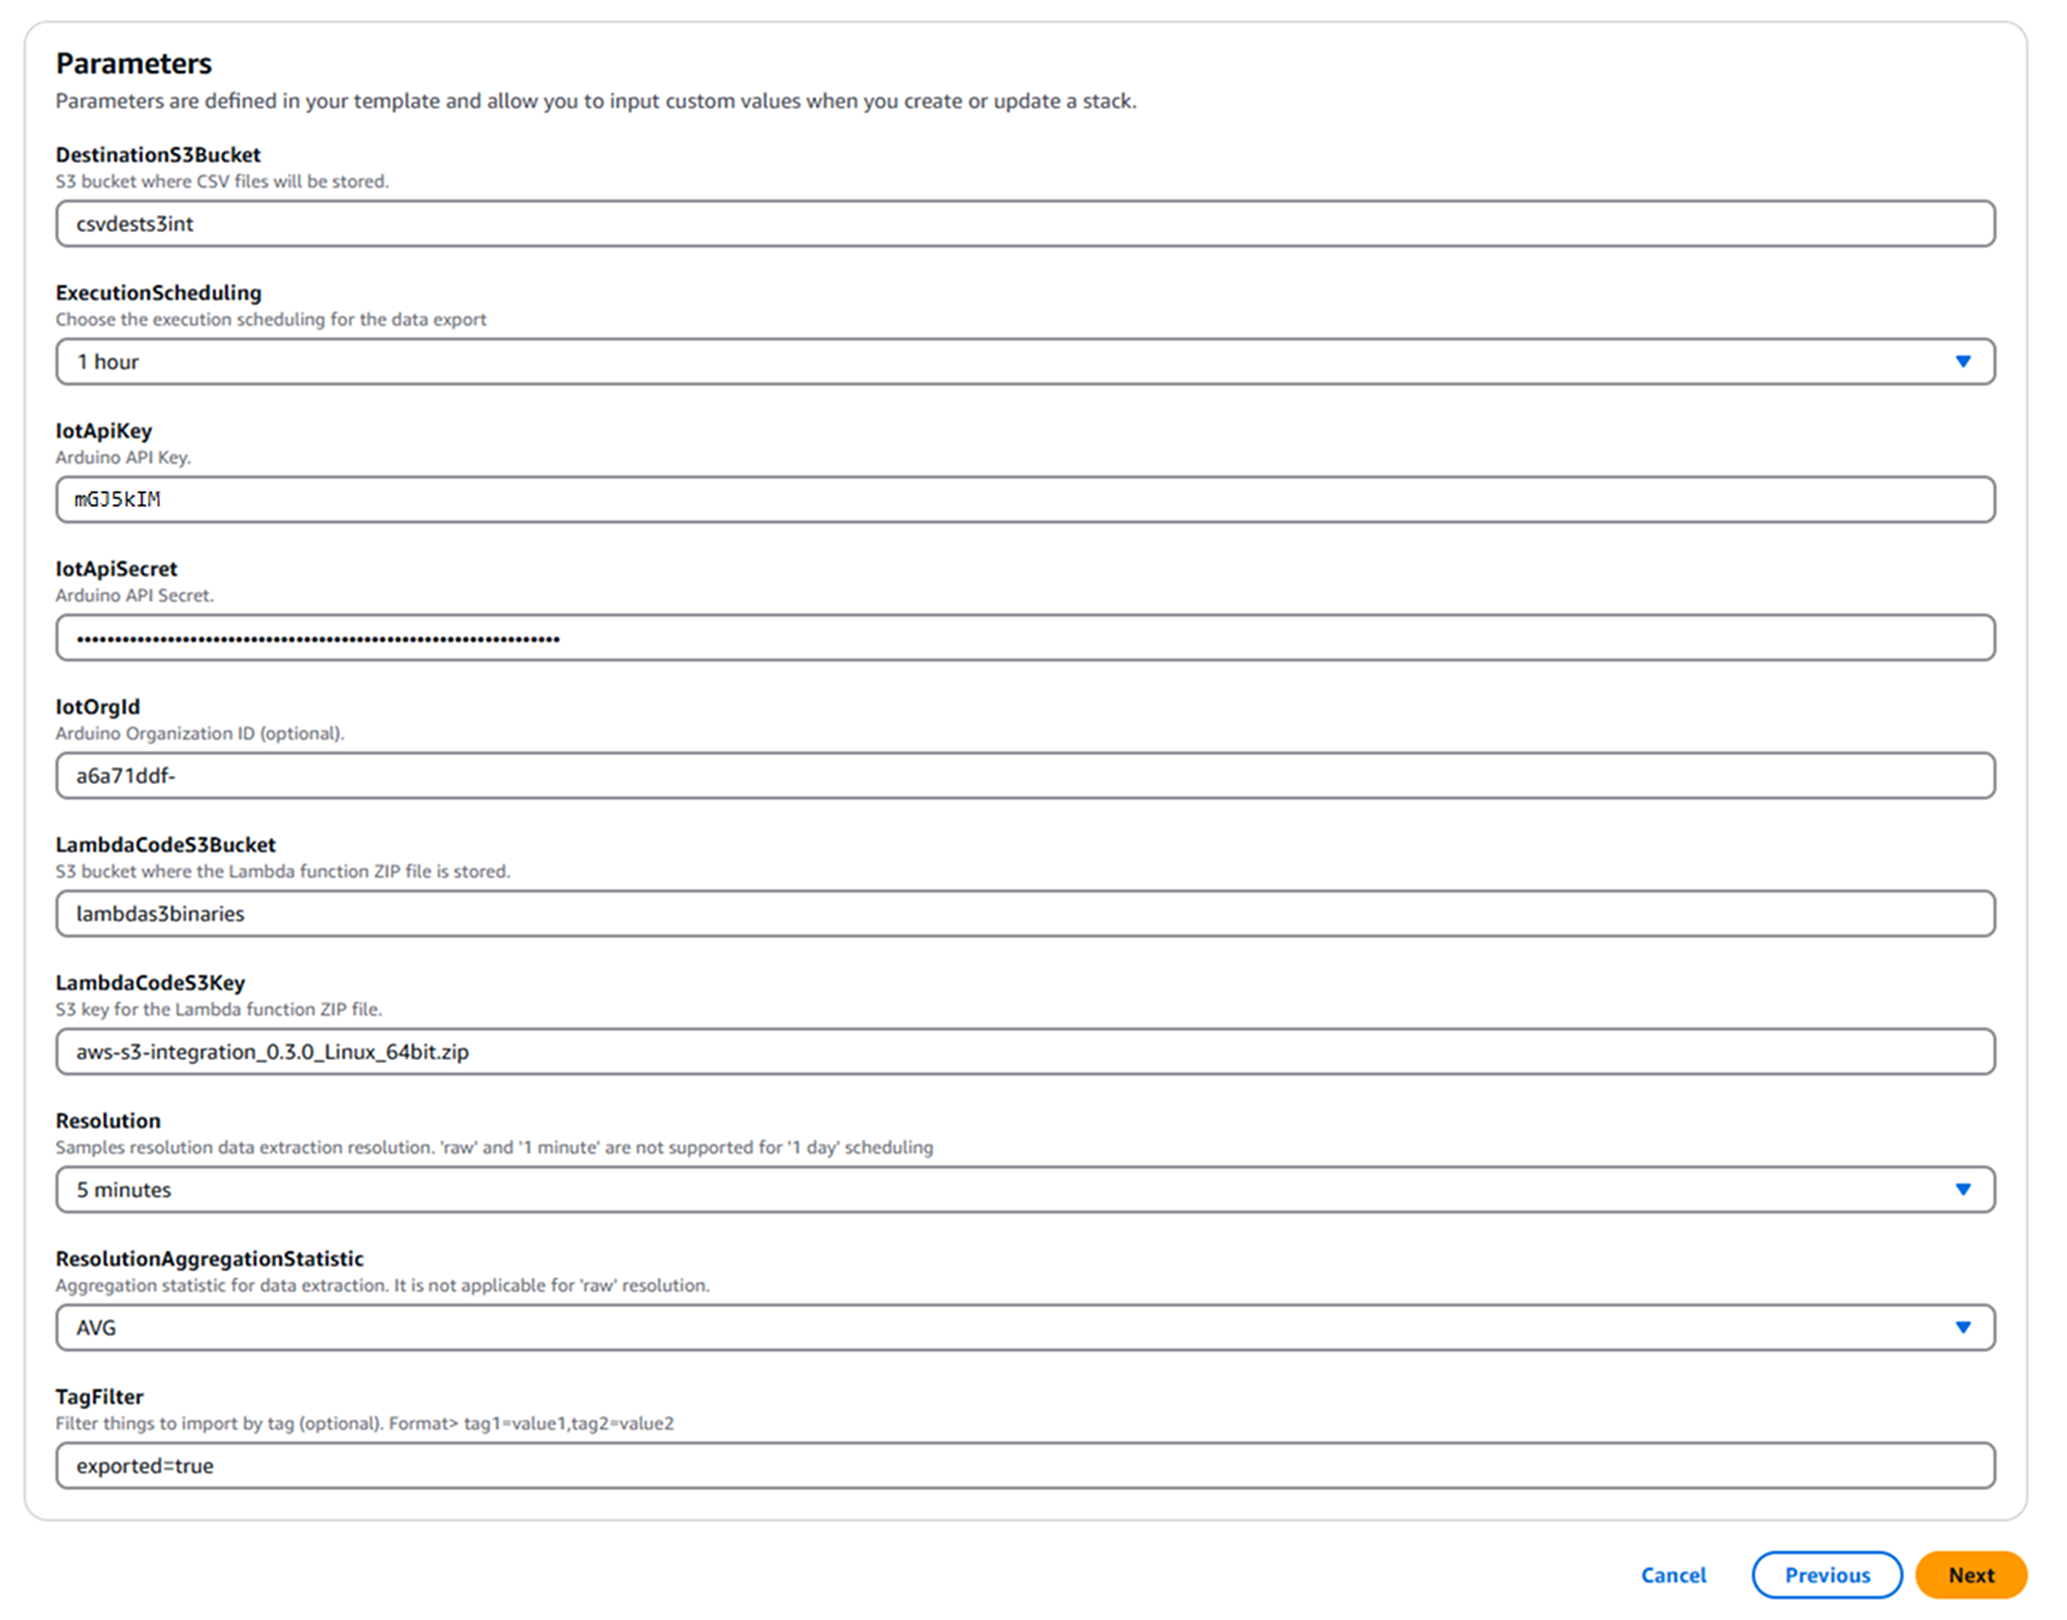 Parameters
Parameters are defined in your template and allow you to input custom values when you create or update a stack.
DestinationS3Bucket
S3 bucket where CSV files will be stored.
csvdests3int
ExecutionScheduling
Choose the execution scheduling for the data export
1 hour
IotApiKey
Arduino API Key.
mGJ5kIM
IotApiSecret
Arduino API Secret.
••••••••••••••••••••••••••••••••••••••••••••••••••••••••••••••••
IotOrgId
Arduino Organization ID (optional).
a6a71ddf-
LambdaCodeS3Bucket
S3 bucket where the Lambda function ZIP file is stored.
lambdas3binaries
LambdaCodeS3Key
S3 key for the Lambda function ZIP file.
aws-s3-integration_0.3.0_Linux_64bit.zip
Resolution
Samples resolution data extraction resolution. 'raw' and '1 minute' are not supported for '1 day' scheduling
5 minutes
ResolutionAggregationStatistic
Aggregation statistic for data extraction. It is not applicable for 'raw' resolution.
AVG
TagFilter
Filter things to import by tag (optional). Format> tag1=value1,tag2=value2
exported=true
Cancel Previous Next